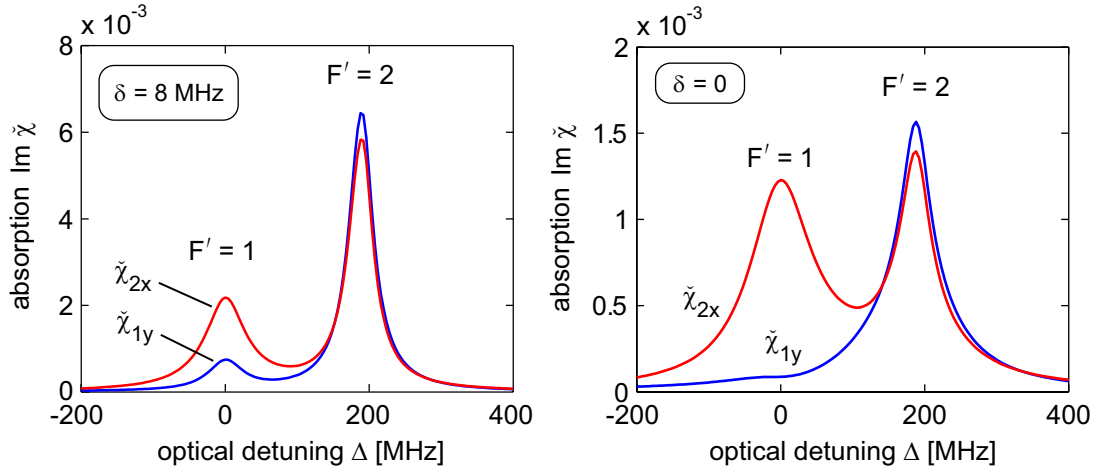 x 10⁻³
8
6
4
2
0
-200
0
200
400
absorption Im χ̌
optical detuning Δ [MHz]
δ = 8 MHz
F′ = 2
F′ = 1
χ̌2x
χ̌1y
x 10⁻³
2
1.5
1
0.5
0
-200
0
200
400
absorption Im χ̌
optical detuning Δ [MHz]
δ = 0
F′ = 2
F′ = 1
χ̌2x
χ̌1y